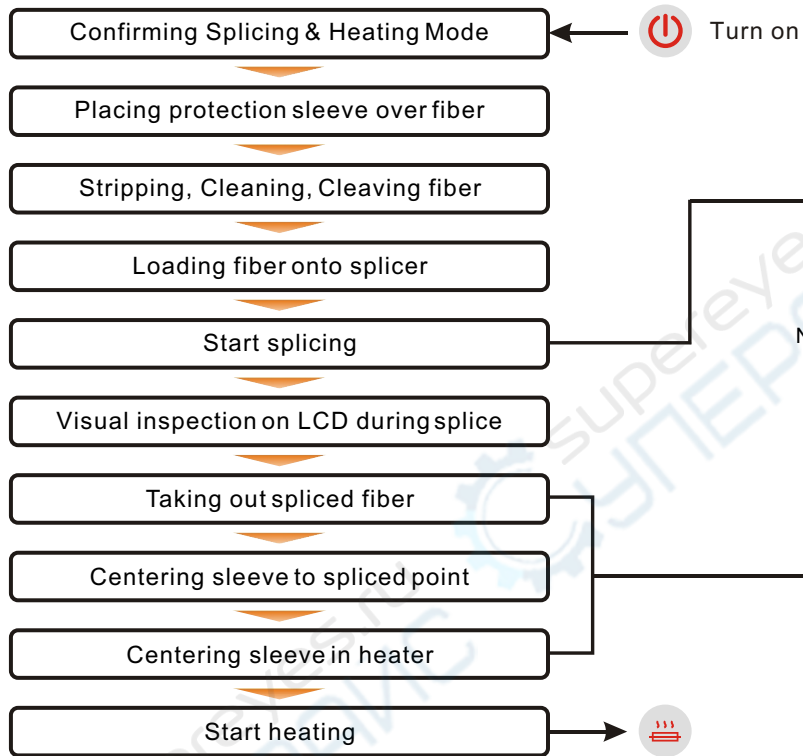 Confirming Splicing & Heating Mode
Turn on
Placing protection sleeve over fiber
Stripping, Cleaning, Cleaving fiber
Loading fiber onto splicer
Start splicing
N
Visual inspection on LCD during splice
Taking out spliced fiber
Centering sleeve to spliced point
Centering sleeve in heater
Start heating